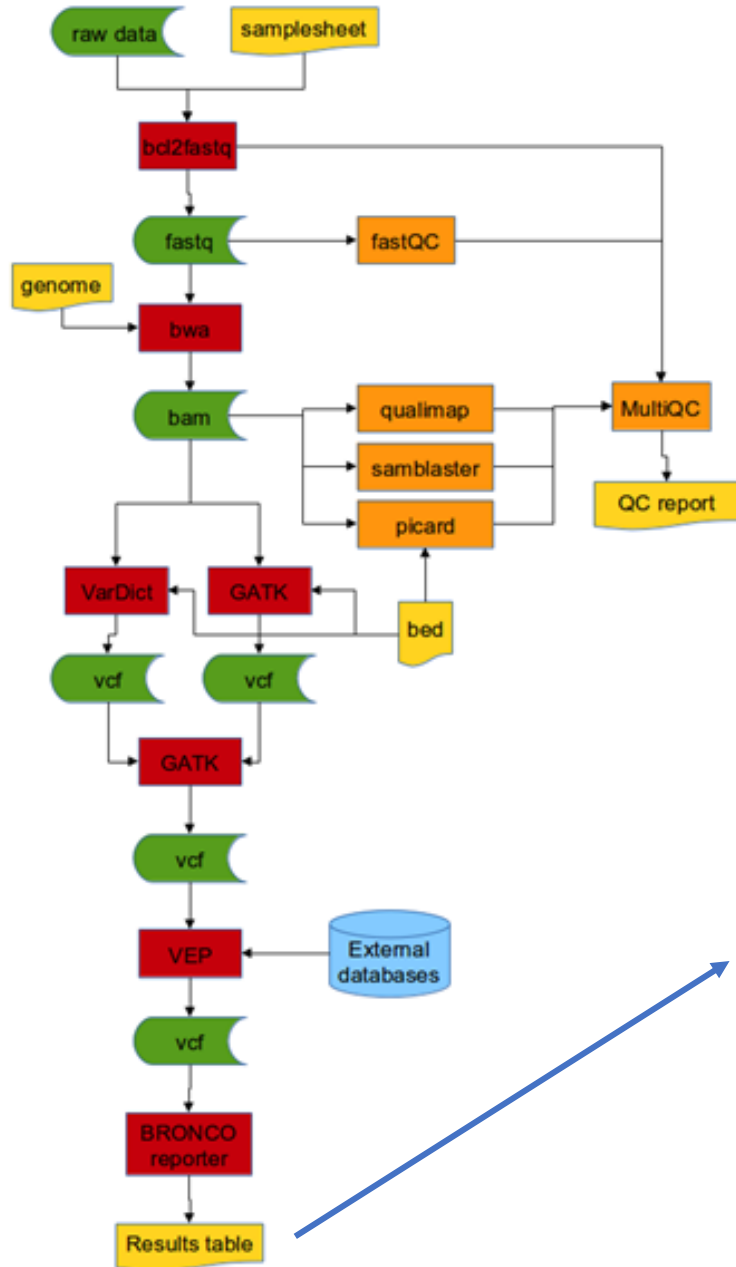 raw data
samplesheet
bcl2fastq
fastq
fastQC
genome
bwa
bam
qualimap
MultiQC
samblaster
QC report
picard
VarDict
GATK
bed
vcf
vcf
GATK
vcf
VEP
External
databases
vcf
BRONCO
reporter
Results table